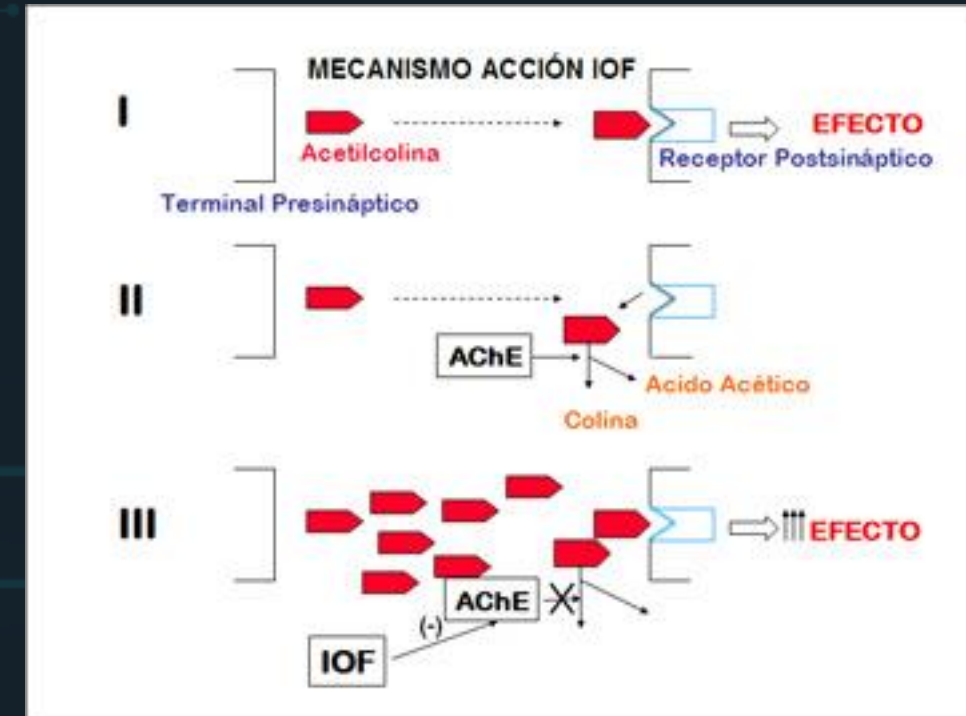 MECANISMO ACCIÓN IOF
I
EFECTO
Acetilcolina
Receptor Postsináptico
Terminal Presináptico
II
AChE
Acido Acético
Colina
III
EFECTO
AChE
(-)
IOF